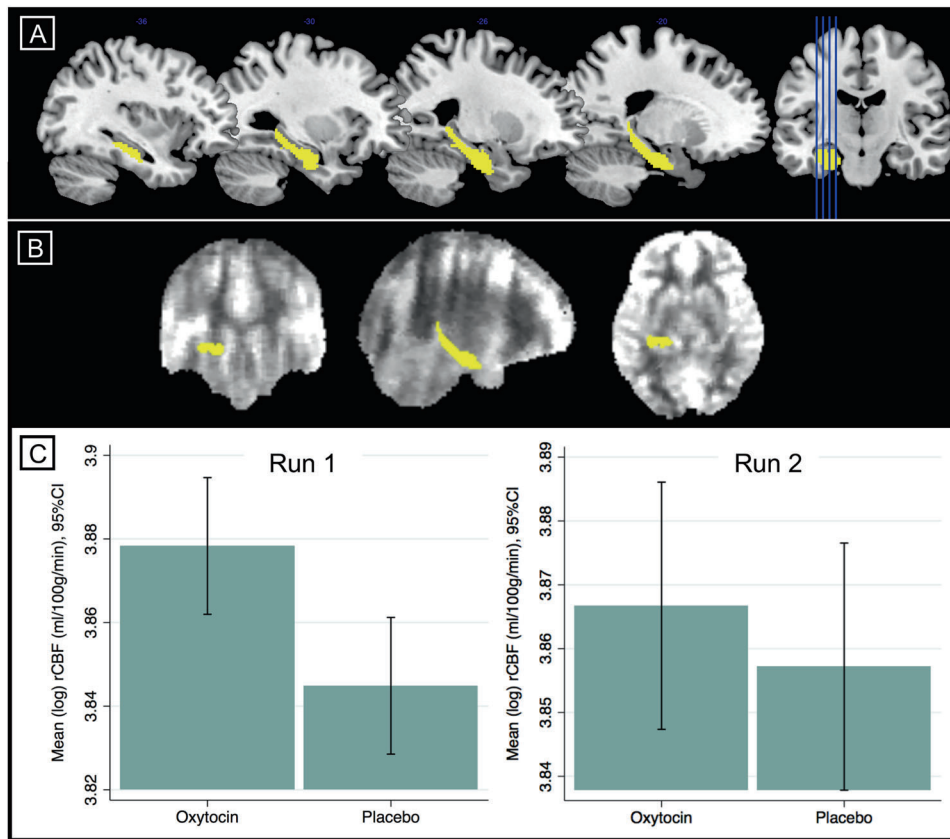 A
-36
-30
-26
-20
B
C
Run 1
Mean (log) rCBF (ml/100g/min), 95%CI
3.9
3.88
3.86
3.84
3.82
Oxytocin
Placebo
Run 2
Mean (log) rCBF (ml/100g/min), 95%CI
3.89
3.88
3.87
3.86
3.85
3.84
Oxytocin
Placebo